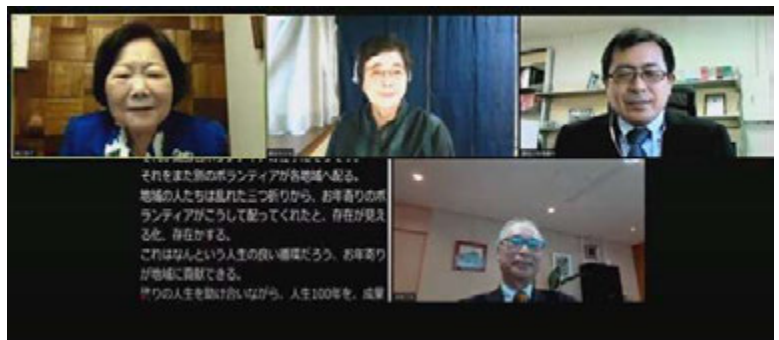 それをまた別のボランティアが各地域へ配る。
地域の人たちは乱れた三つ折りから、お年寄りのボ
ランティアがこうして配ってくれたと、存在が見え
る化、存在かする。
これはなんという人生の良い循環だろう、お年寄り
が地域に貢献できる。
りの人生を助け合いながら、人生100年を、成業